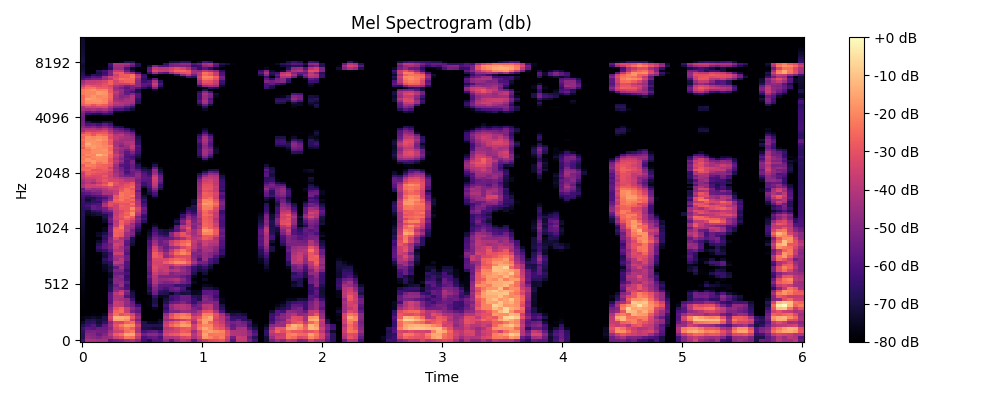 Mel Spectrogram (db)
Hz
8192
4096
2048
1024
512
0
0 1 2 3 4 5 6
Time
+0 dB
-10 dB
-20 dB
-30 dB
-40 dB
-50 dB
-60 dB
-70 dB
-80 dB